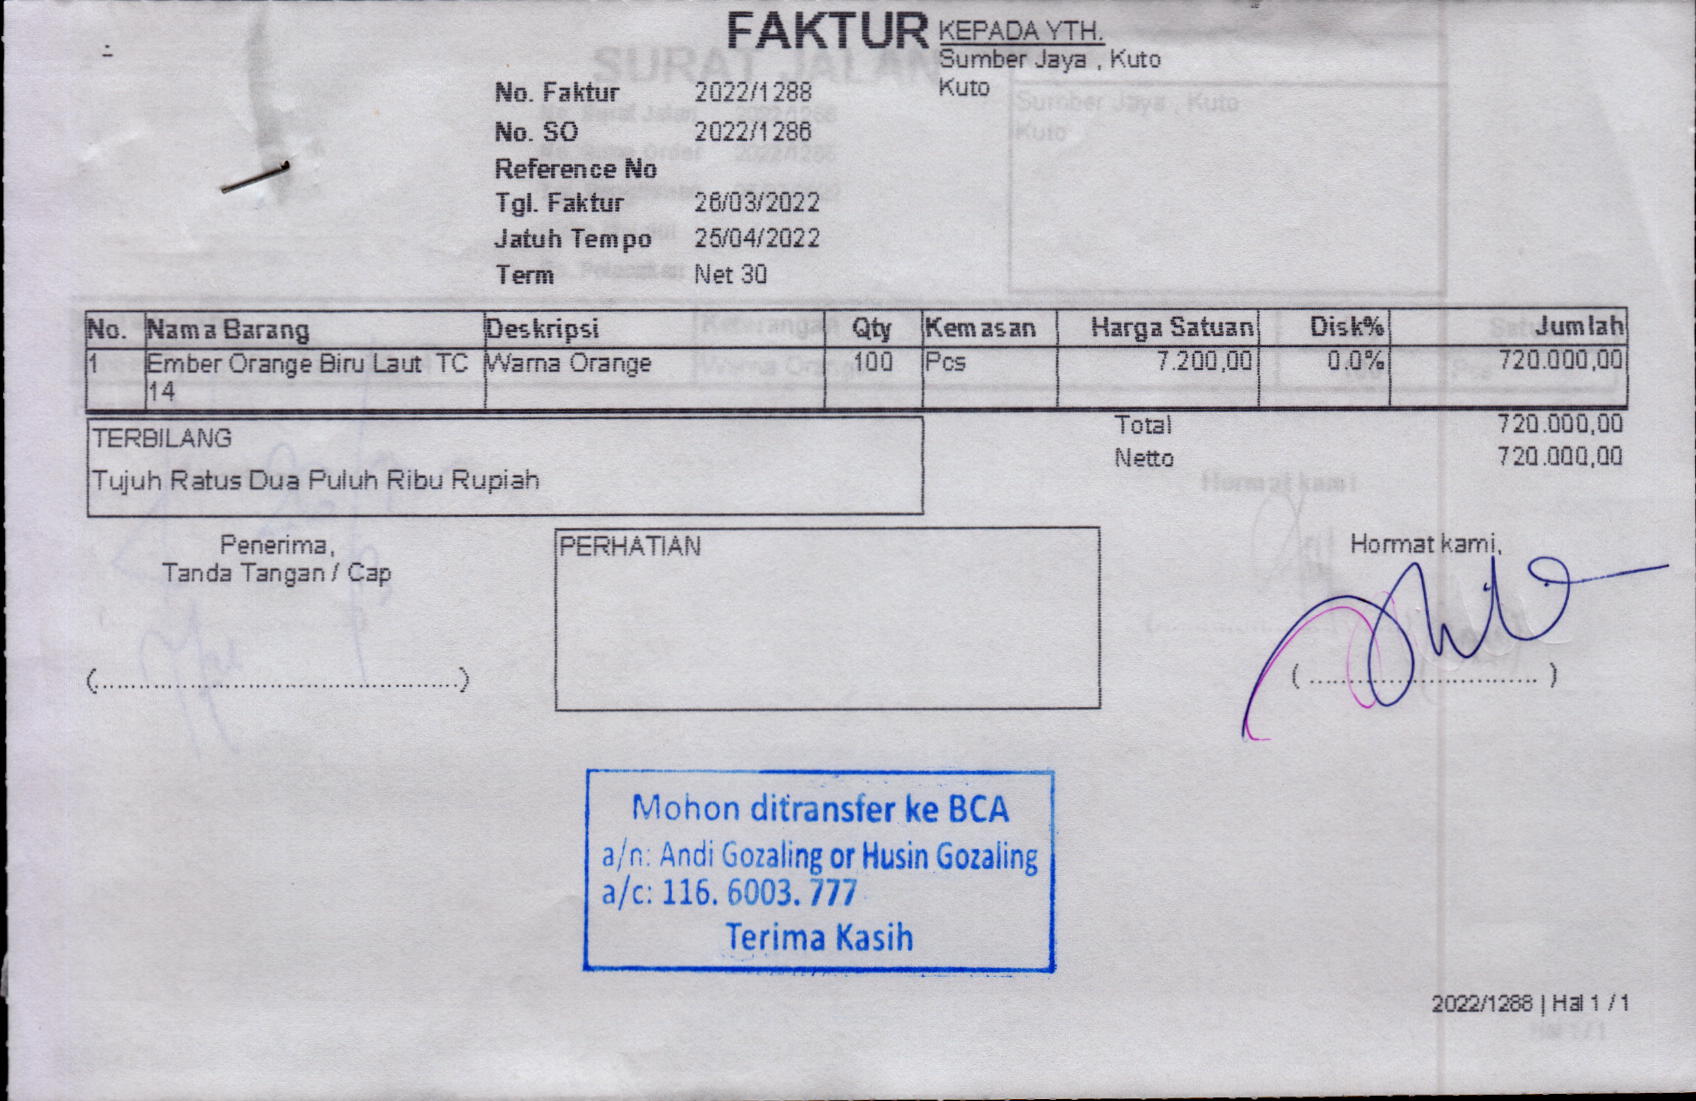 FAKTUR
KEPADA YTH.
Sumber Jaya , Kuto
Kuto
No. Faktur 2022/1288
No. SO 2022/1286
Reference No
Tgl. Faktur 26/03/2022
Jatuh Tempo 25/04/2022
Term Net 30
No. Nama Barang Deskripsi Qty Kemasan Harga Satuan Disk% Jumlah
1 Ember Orange Biru Laut TC Warna Orange 100 Pcs 7.200,00 0.0% 720.000,00
14
Total 720.000,00
Netto 720.000,00
TERBILANG
Tujuh Ratus Dua Puluh Ribu Rupiah
Penerima,
Tanda Tangan / Cap
(................................................)
PERHATIAN
Hormat kami,
( ............................... )
Mohon ditransfer ke BCA
a/n: Andi Gozaling or Husin Gozaling
a/c: 116. 6003. 777
Terima Kasih
2022/1288 | Hal 1 / 1